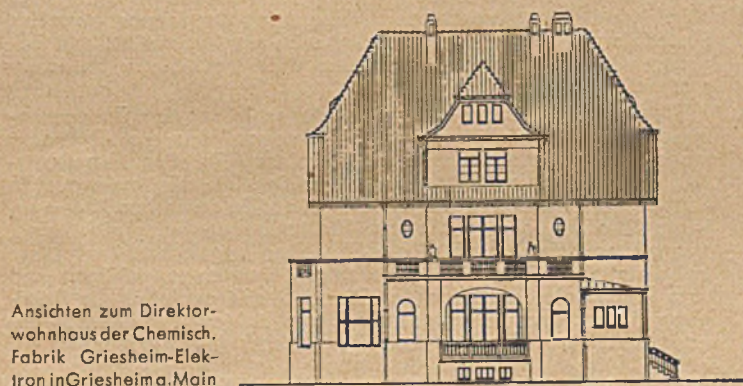 Ansichten zum Direktor-
wohnhaus der Chemisch.
Fabrik Griesheim-Elek-
tron in Griesheim a. Main